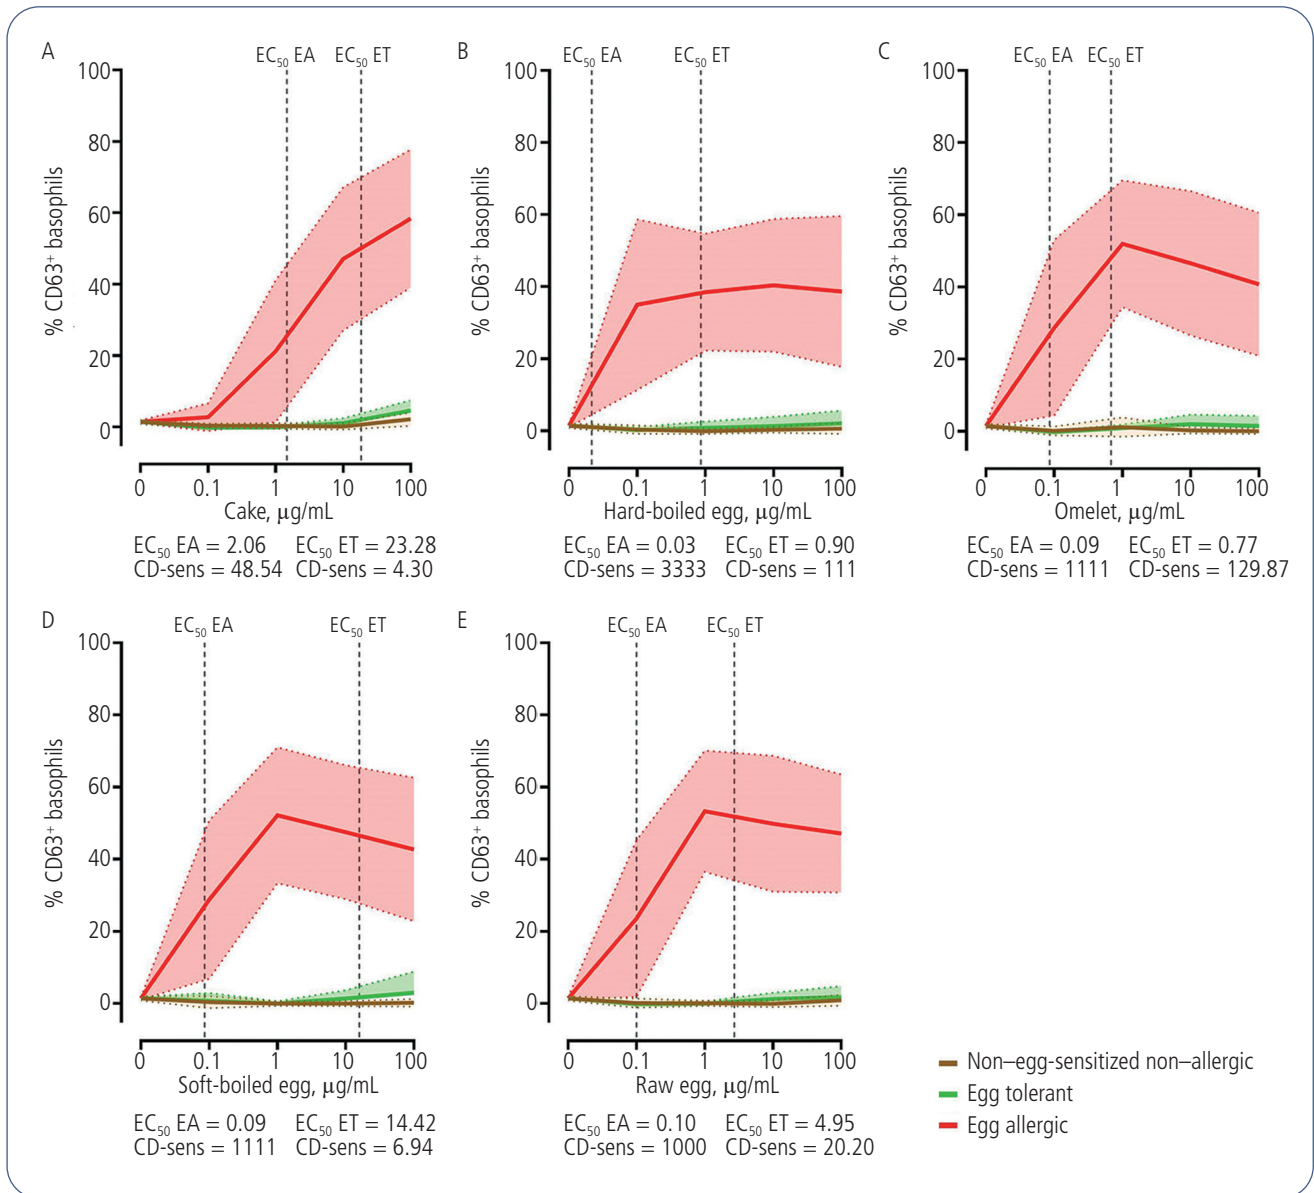 A
EC₅₀ EA EC₅₀ ET
100
80
60
40
20
0
% CD63⁺ basophils
0 0.1 1 10 100
Cake, µg/mL
EC₅₀ EA = 2.06 EC₅₀ ET = 23.28
CD-sens = 48.54 CD-sens = 4.30
B
EC₅₀ EA EC₅₀ ET
100
80
60
40
20
0
% CD63⁺ basophils
0 0.1 1 10 100
Hard-boiled egg, µg/mL
EC₅₀ EA = 0.03 EC₅₀ ET = 0.90
CD-sens = 3333 CD-sens = 111
C
EC₅₀ EA EC₅₀ ET
100
80
60
40
20
0
% CD63⁺ basophils
0 0.1 1 10 100
Omelet, µg/mL
EC₅₀ EA = 0.09 EC₅₀ ET = 0.77
CD-sens = 1111 CD-sens = 129.87
D
EC₅₀ EA EC₅₀ ET
100
80
60
40
20
0
% CD63⁺ basophils
0 0.1 1 10 100
Soft-boiled egg, µg/mL
EC₅₀ EA = 0.09 EC₅₀ ET = 14.42
CD-sens = 1111 CD-sens = 6.94
E
EC₅₀ EA EC₅₀ ET
100
80
60
40
20
0
% CD63⁺ basophils
0 0.1 1 10 100
Raw egg, µg/mL
EC₅₀ EA = 0.10 EC₅₀ ET = 4.95
CD-sens = 1000 CD-sens = 20.20
Non–egg-sensitized non–allergic
Egg tolerant
Egg allergic